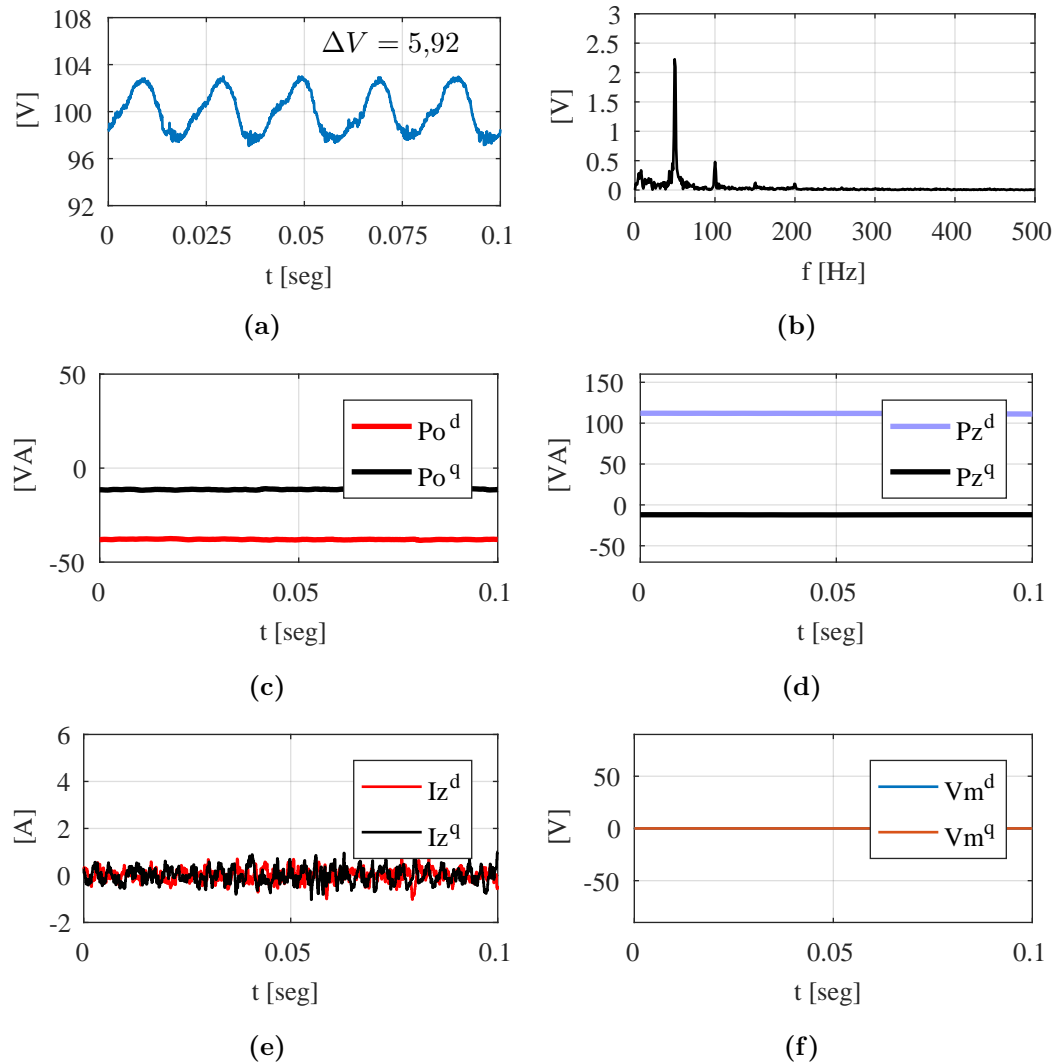 108
104
100
96
92
[V]
ΔV = 5,92
0 0.025 0.05 0.075 0.1
t [seg]
(a)
3
2.5
2
1.5
1
0.5
0
[V]
0 100 200 300 400 500
f [Hz]
(b)
50
0
-50
[VA]
Po^d
Po^q
0 0.05 0.1
t [seg]
(c)
150
100
50
0
-50
[VA]
Pz^d
Pz^q
0 0.05 0.1
t [seg]
(d)
6
4
2
0
-2
[A]
Iz^d
Iz^q
0 0.05 0.1
t [seg]
(e)
50
0
-50
[V]
Vm^d
Vm^q
0 0.05 0.1
t [seg]
(f)